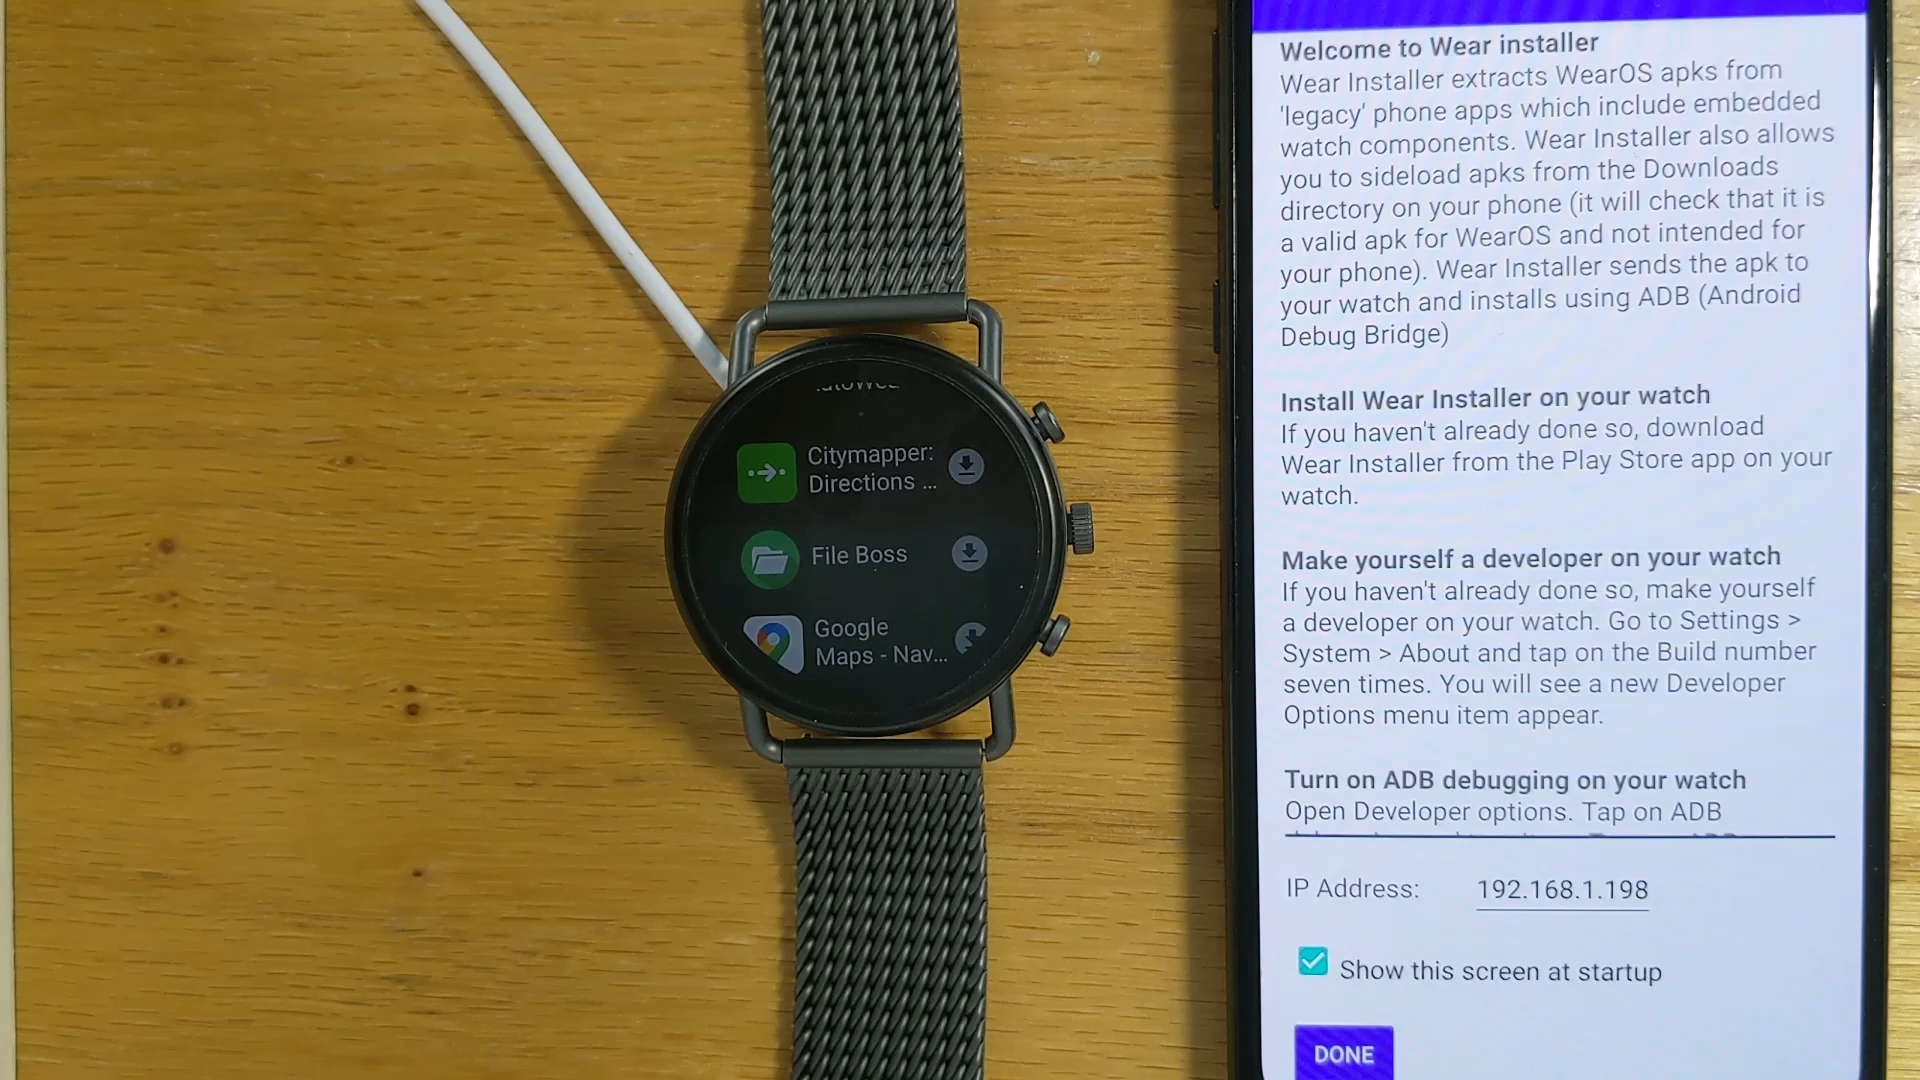 Citymapper:
Directions ...
File Boss
Google
Maps - Nav...
Welcome to Wear installer
Wear Installer extracts WearOS apks from
'legacy' phone apps which include embedded
watch components. Wear Installer also allows
you to sideload apks from the Downloads
directory on your phone (it will check that it is
a valid apk for WearOS and not intended for
your phone). Wear Installer sends the apk to
your watch and installs using ADB (Android
Debug Bridge)
Install Wear Installer on your watch
If you haven't already done so, download
Wear Installer from the Play Store app on your
watch.
Make yourself a developer on your watch
If you haven't already done so, make yourself
a developer on your watch. Go to Settings >
System > About and tap on the Build number
seven times. You will see a new Developer
Options menu item appear.
Turn on ADB debugging on your watch
Open Developer options. Tap on ADB
IP Address: 192.168.1.198
Show this screen at startup
DONE